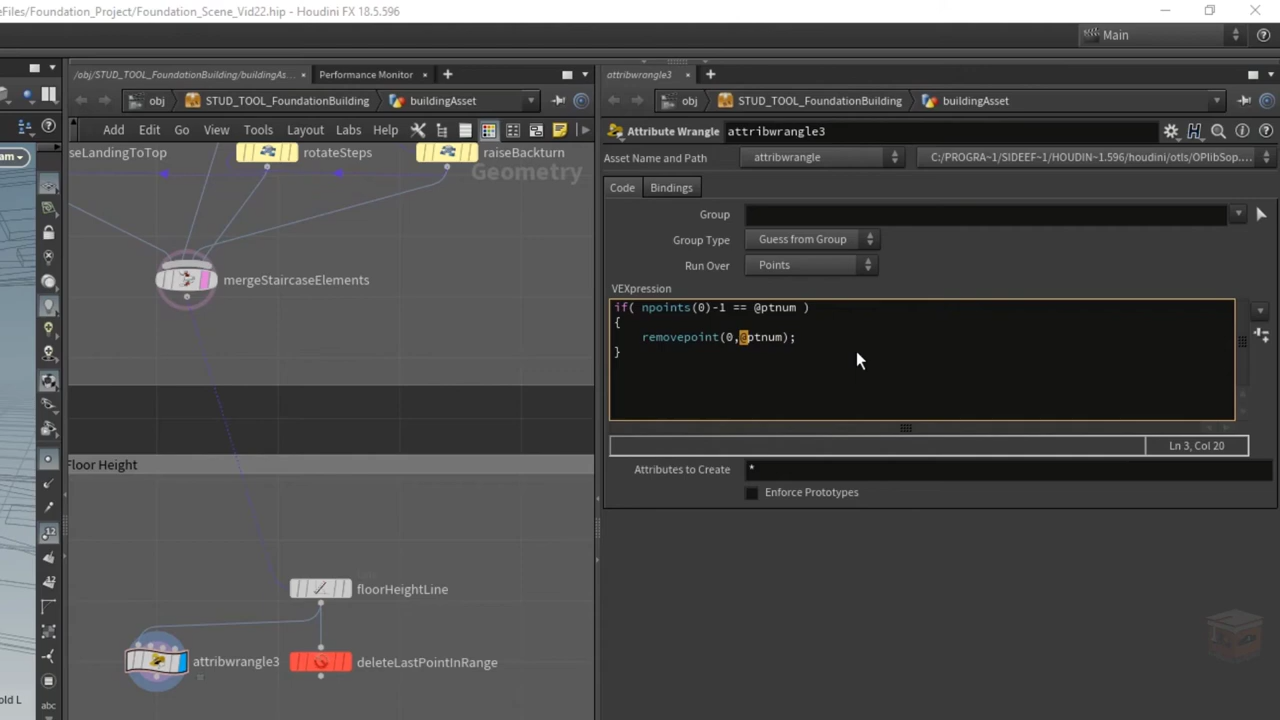 eFiles/Foundation_Project/Foundation_Scene_Vid22.hip - Houdini FX 18.5.596
Main
/obj/STUD_TOOL_FoundationBuilding/buildingAs...
Performance Monitor
attribwrangle3
obj
STUD_TOOL_FoundationBuilding
buildingAsset
obj
STUD_TOOL_FoundationBuilding
buildingAsset
Add Edit Go View Tools Layout Labs Help
Attribute Wrangle attribwrangle3
am
seLandingToTop
rotateSteps
raiseBackturn
Geometry
Asset Name and Path attribwrangle C:/PROGRA~1/SIDEEF~1/HOUDIN~1.596/houdini/otls/OPlibSop....
Code Bindings
Group
Group Type Guess from Group
Run Over Points
mergeStaircaseElements
VEXpression
if( npoints(0)-1 == @ptnum )
{
removepoint(0,@ptnum);
}
Ln 3, Col 20
Floor Height
Attributes to Create *
Enforce Prototypes
12
floorHeightLine
attribwrangle3
deleteLastPointInRange
old L
abc